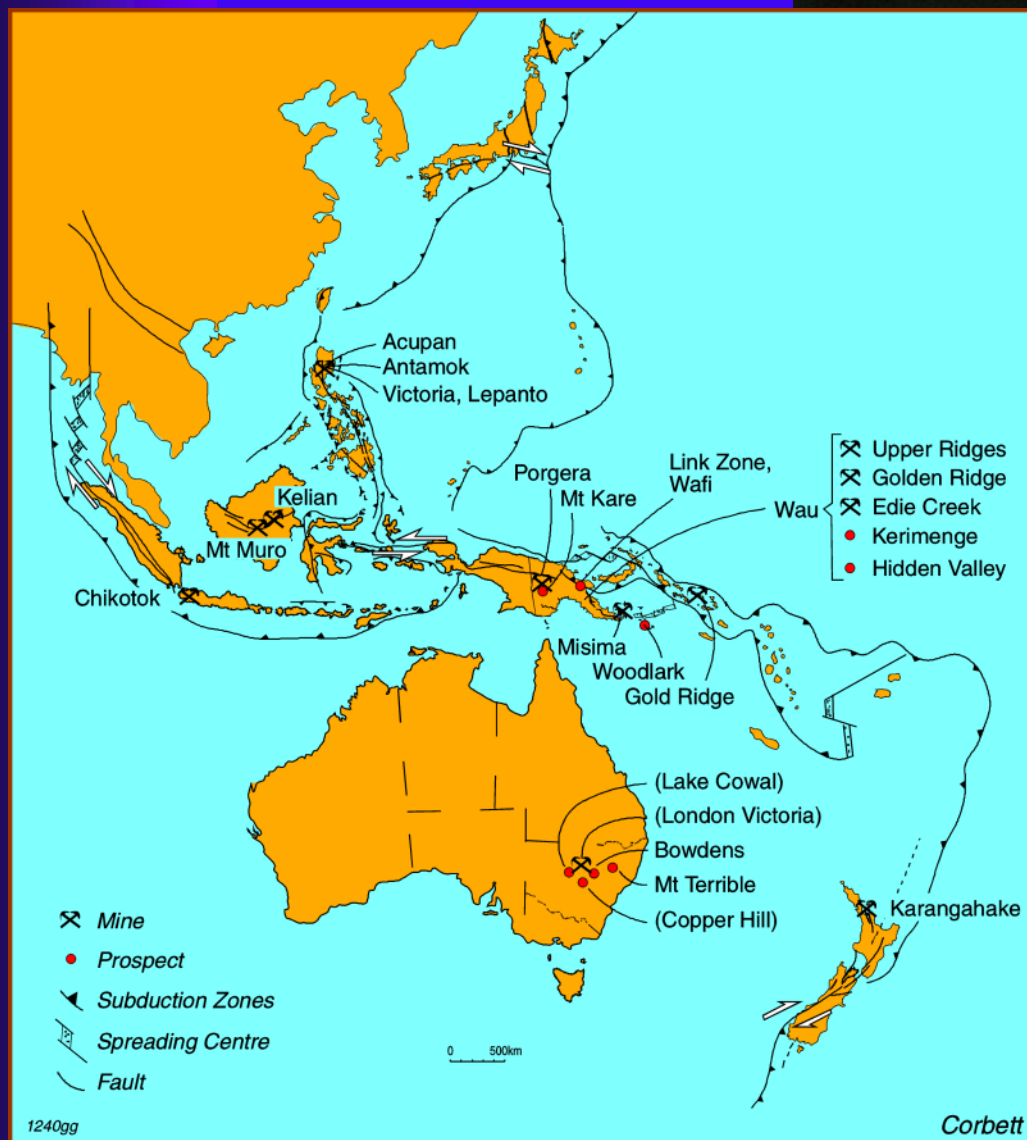 Acupan
Antamok
Victoria, Lepanto
Porgera
Mt Kare
Link Zone,
Wafi
Wau
Upper Ridges
Golden Ridge
Edie Creek
Kerimenge
Hidden Valley
Kelian
Mt Muro
Chikotok
Misima
Woodlark
Gold Ridge
(Lake Cowal)
(London Victoria)
Bowdens
Mt Terrible
(Copper Hill)
Karangahake
Mine
Prospect
Subduction Zones
Spreading Centre
Fault
0 500km
1240gg
Corbett